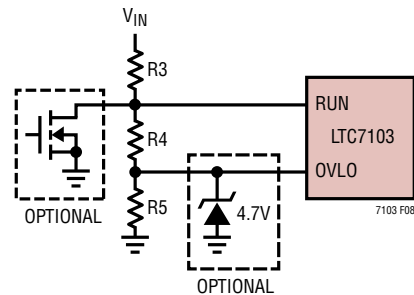 VIN
R3
RUN
R4
LTC7103
OVLO
R5
4.7V
OPTIONAL
7103 F08
OPTIONAL